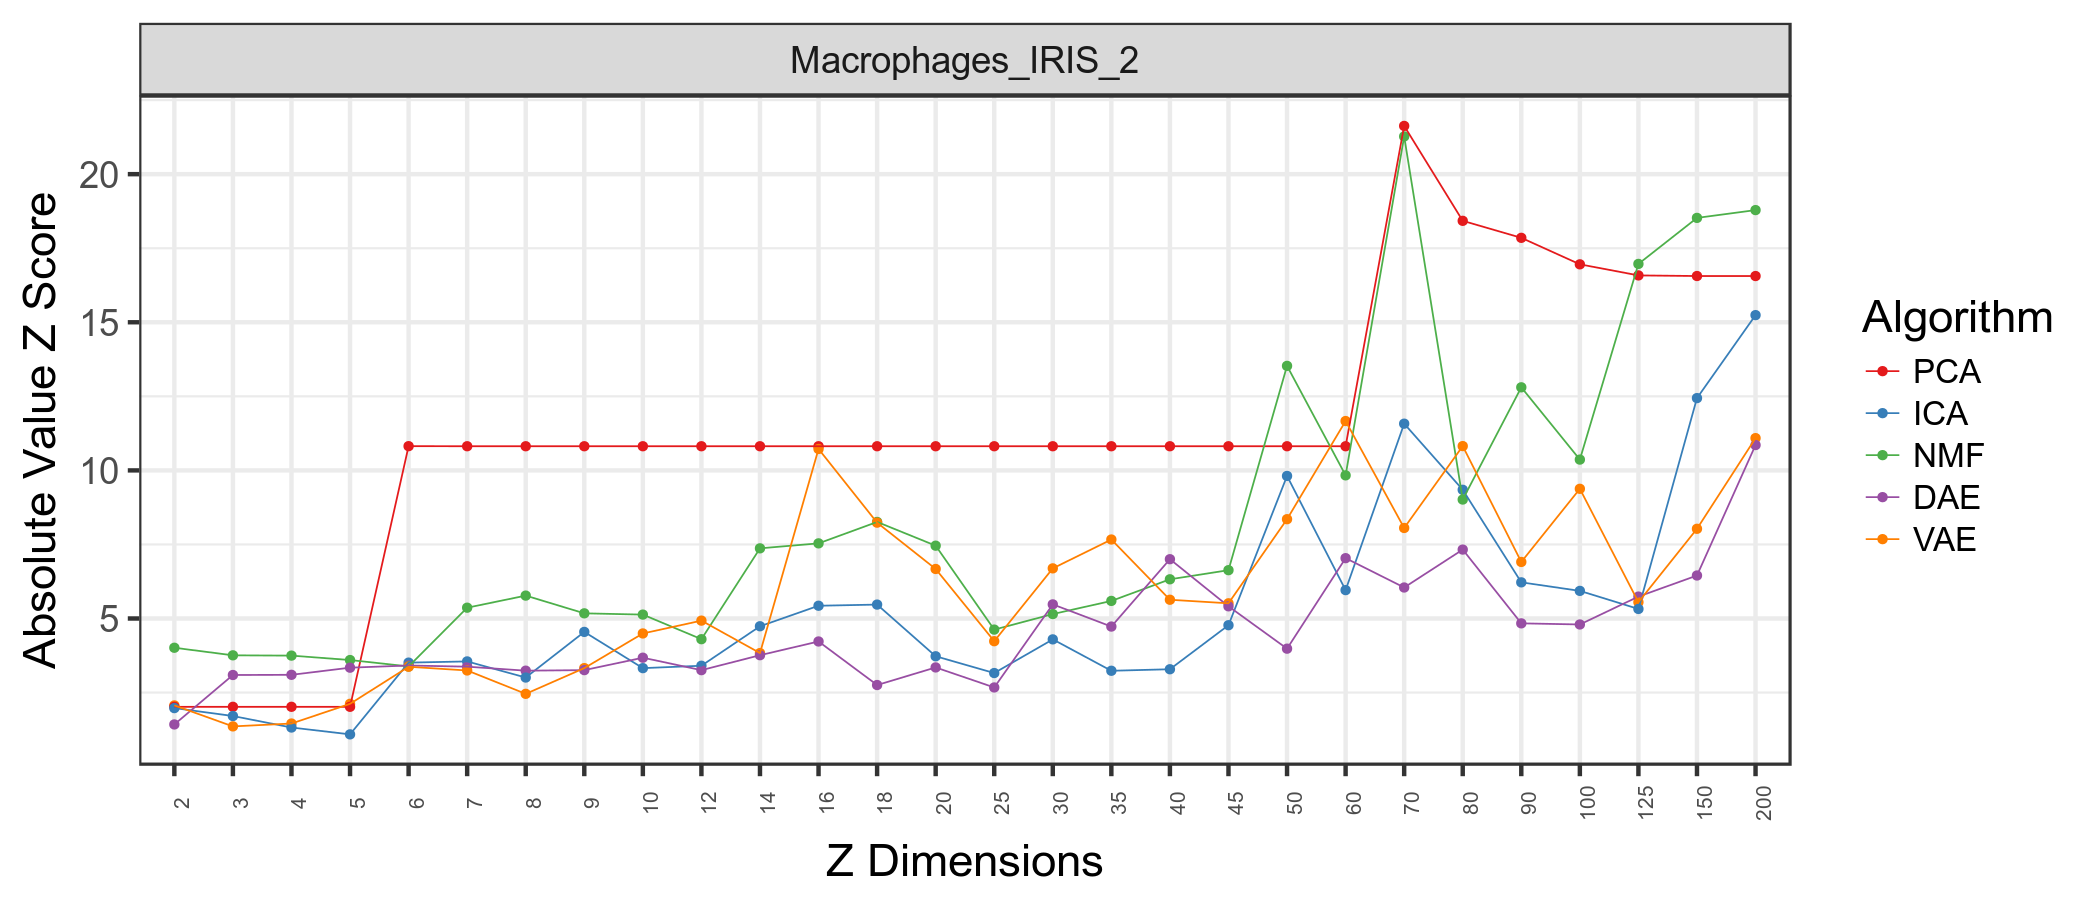 Macrophages_IRIS_2
Absolute Value Z Score
20
15
10
5
2 3 4 5 6 7 8 9 10 12 14 16 18 20 25 30 35 40 45 50 60 70 80 90 100 125 150 200
Z Dimensions
Algorithm
PCA
ICA
NMF
DAE
VAE